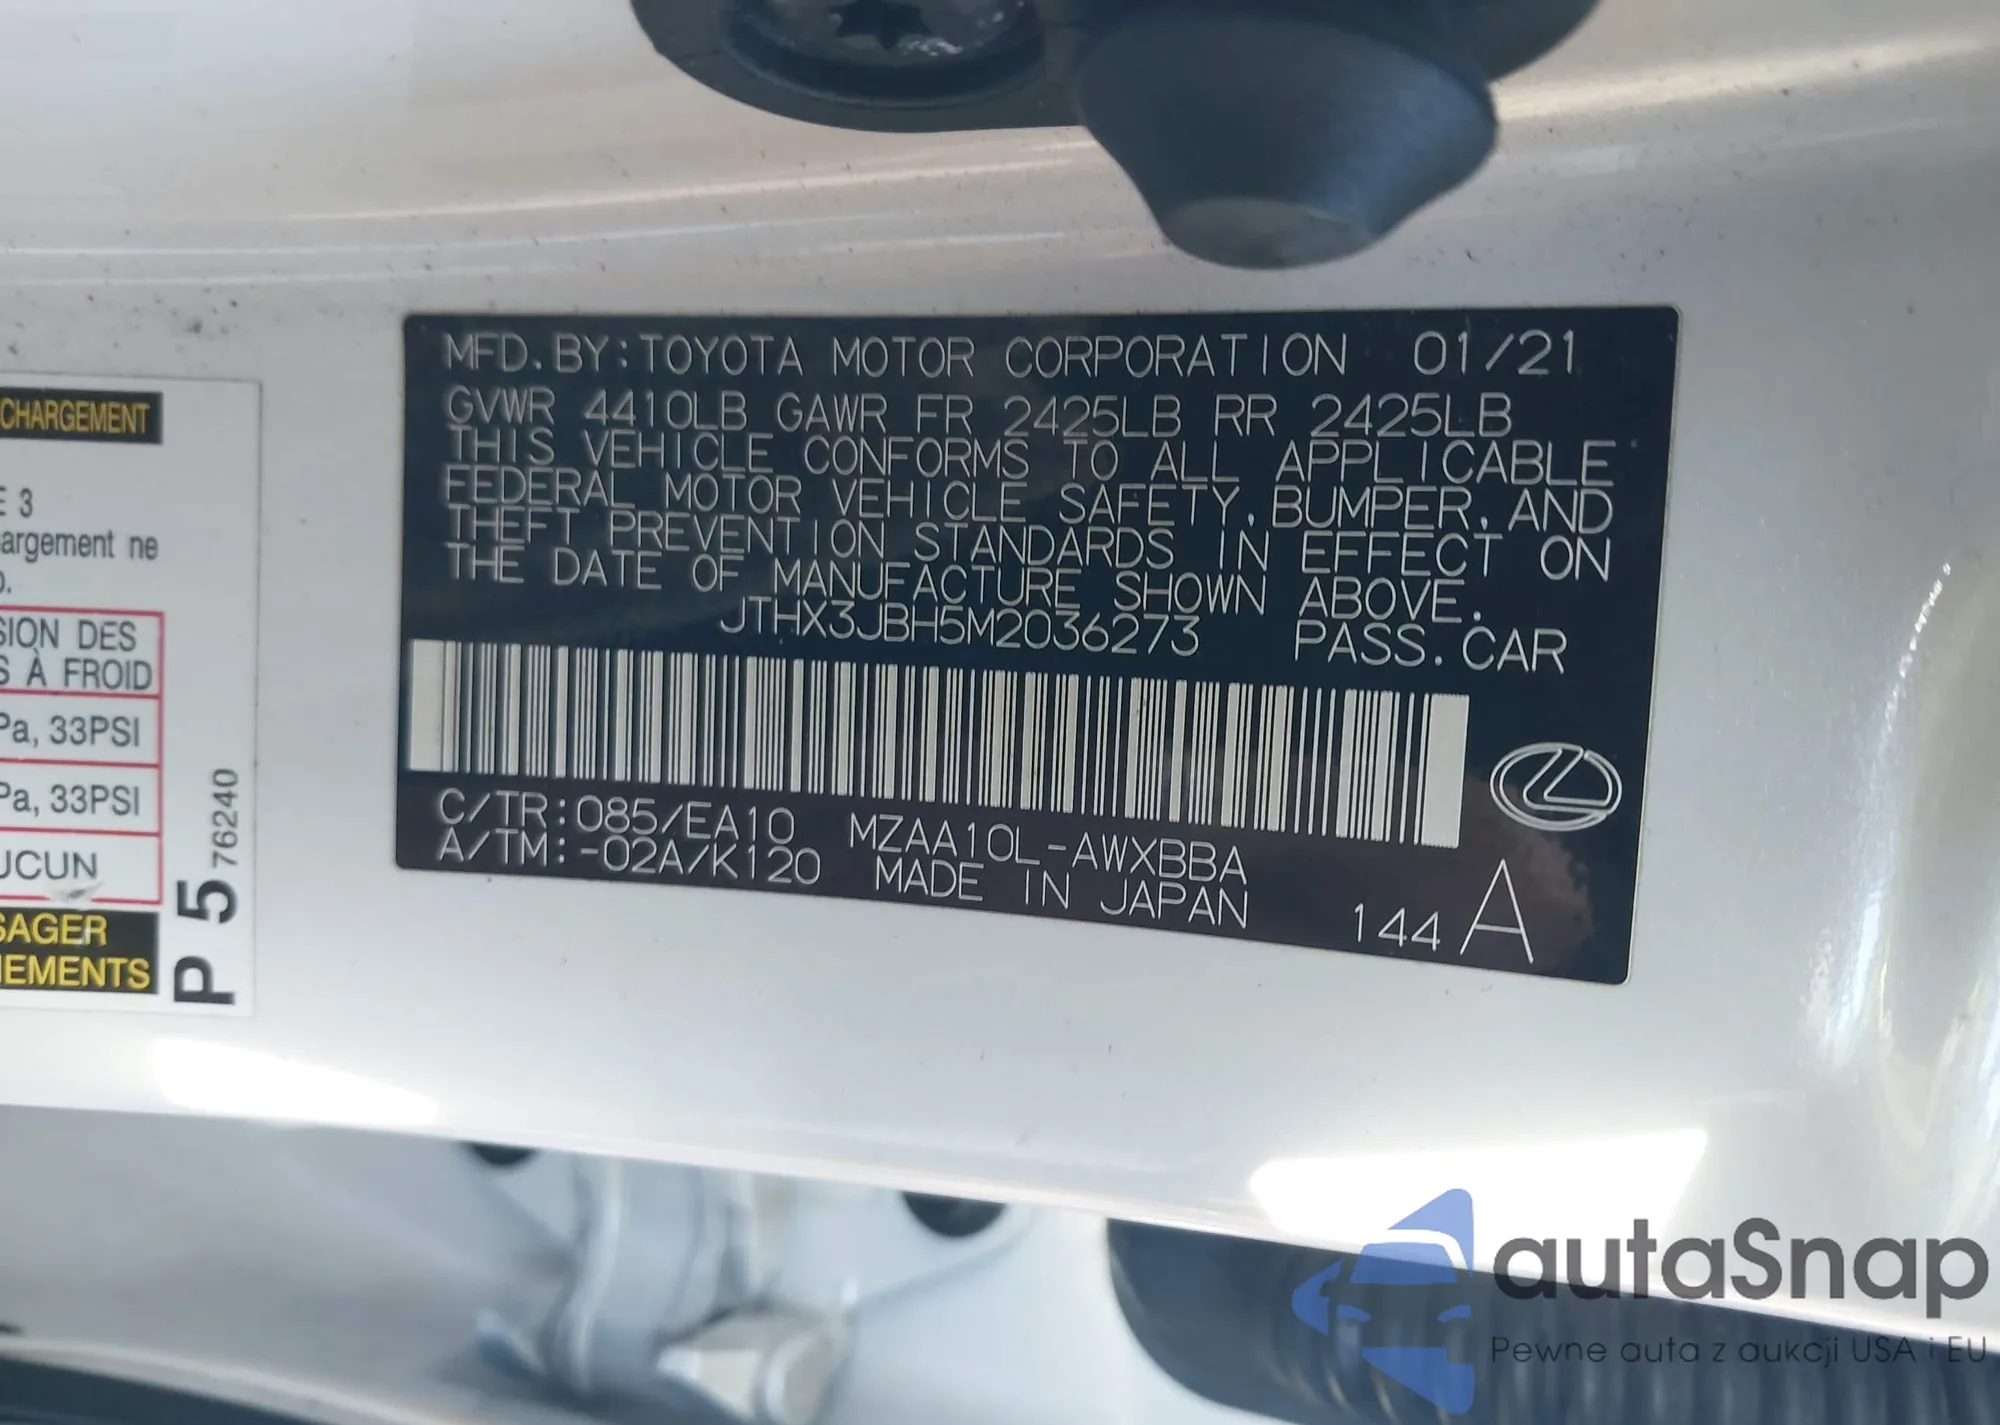 MFD. BY: TOYOTA MOTOR CORPORATION 01/21
GVWR 4410LB GAWR FR 2425LB RR 2425LB
THIS VEHICLE CONFORMS TO ALL APPLICABLE
FEDERAL MOTOR VEHICLE SAFETY, BUMPER, AND
THEFT PREVENTION STANDARDS IN EFFECT ON
THE DATE OF MANUFACTURE SHOWN ABOVE.
JTHX3JBH5M2036273 PASS. CAR
C/TR: 085/EA10 MZAA10L-AWXBBA
A/TM: -02A/K120 MADE IN JAPAN
144 A
CHARGEMENT
E 3
argement ne
SION DES
S À FROID
Pa, 33PSI
Pa, 33PSI
UCUN
SAGER
NEMENTS
P 5 76240
autaSnap
Pewne auta z aukcji USA i EU